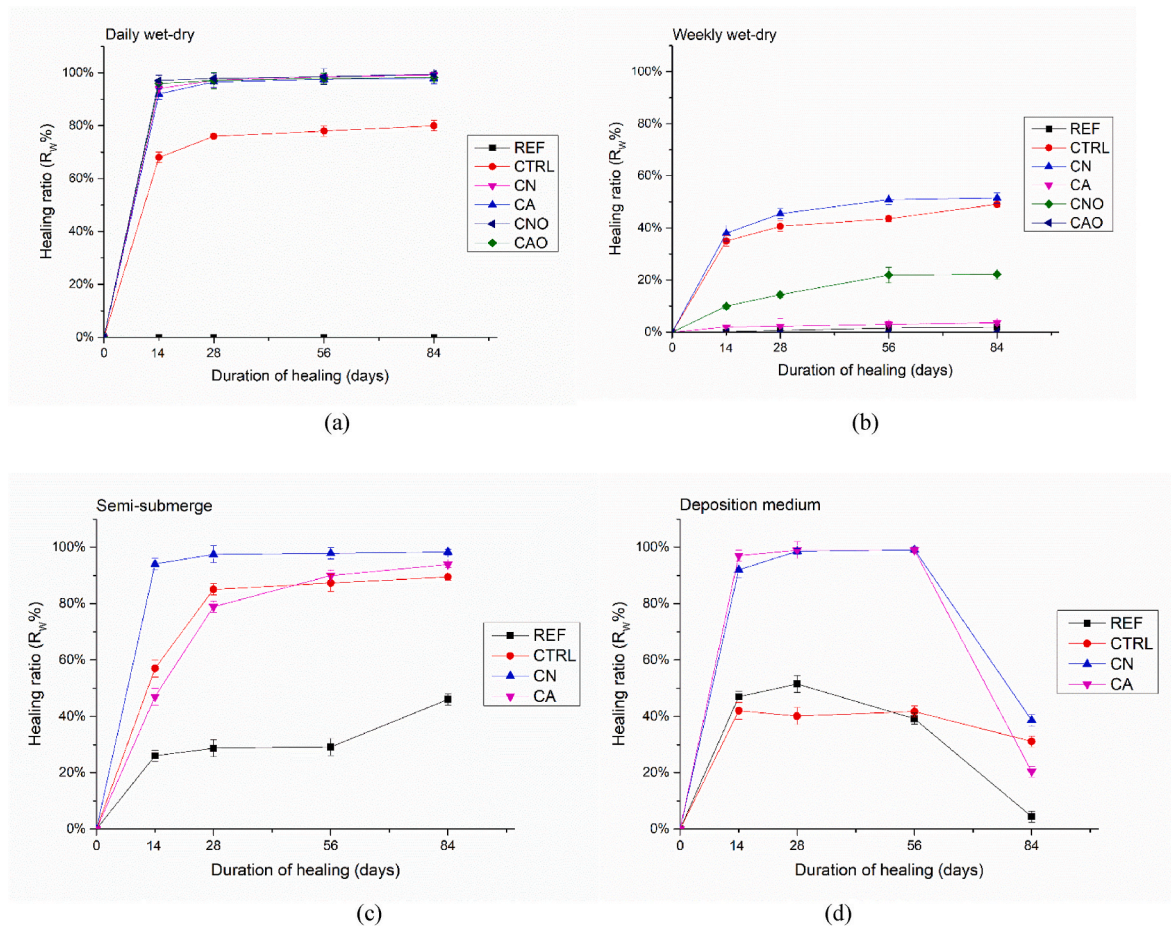 Daily wet-dry
100%
80%
60%
40%
20%
0%
Healing ratio (RW%)
0 14 28 56 84
Duration of healing (days)
REF
CTRL
CN
CA
CNO
CAO
(a)
Weekly wet-dry
100%
80%
60%
40%
20%
0%
Healing ratio (RW%)
0 14 28 56 84
Duration of healing (days)
REF
CTRL
CN
CA
CNO
CAO
(b)
Semi-submerge
100%
80%
60%
40%
20%
0%
Healing ratio (RW%)
0 14 28 56 84
Duration of healing (days)
REF
CTRL
CN
CA
(c)
Deposition medium
100%
80%
60%
40%
20%
0%
Healing ratio (RW%)
0 14 28 56 84
Duration of healing (days)
REF
CTRL
CN
CA
(d)